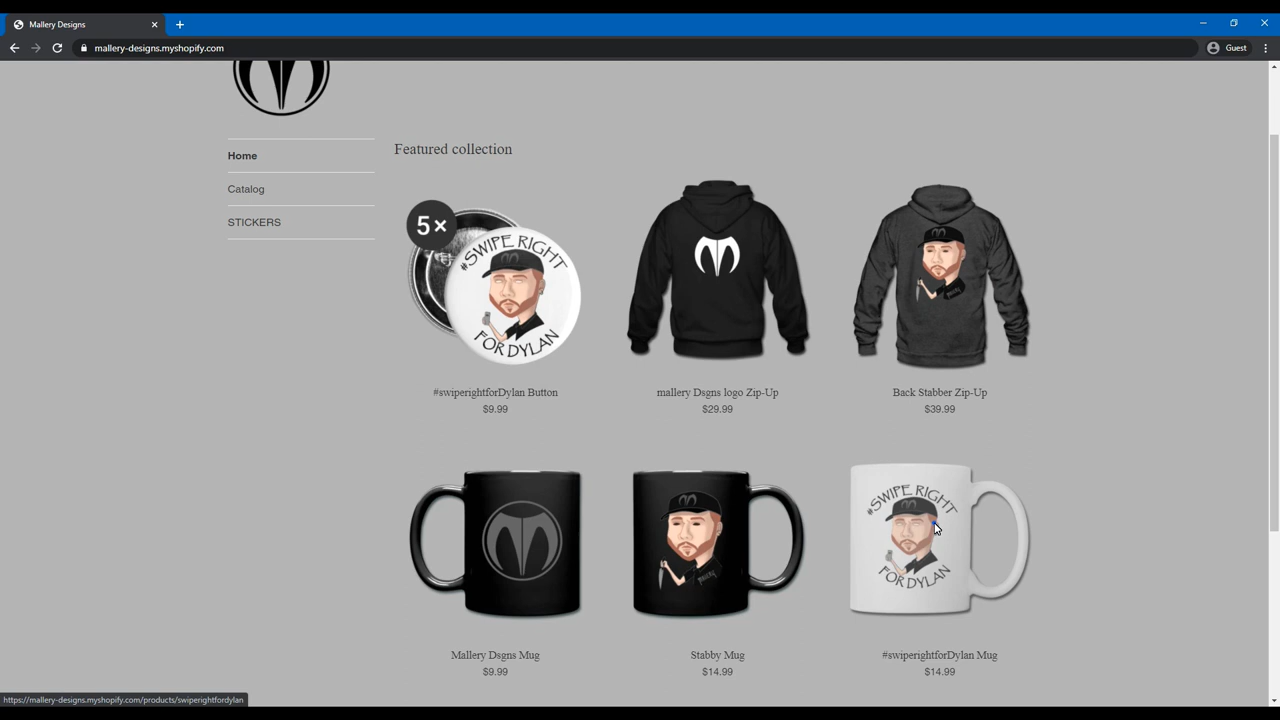 Mallery Designs
mallery-designs.myshopify.com
Guest
Home
Catalog
STICKERS
Featured collection
5×
#SWIPE RIGHT
FOR DYLAN
#swiperightforDylan Button
$9.99
mallery Dsgns logo Zip-Up
$29.99
Back Stabber Zip-Up
$39.99
#SWIPE RIGHT
FOR DYLAN
Mallery Dsgns Mug
$9.99
Stabby Mug
$14.99
#swiperightforDylan Mug
$14.99
https://mallery-designs.myshopify.com/products/swiperightfordylan